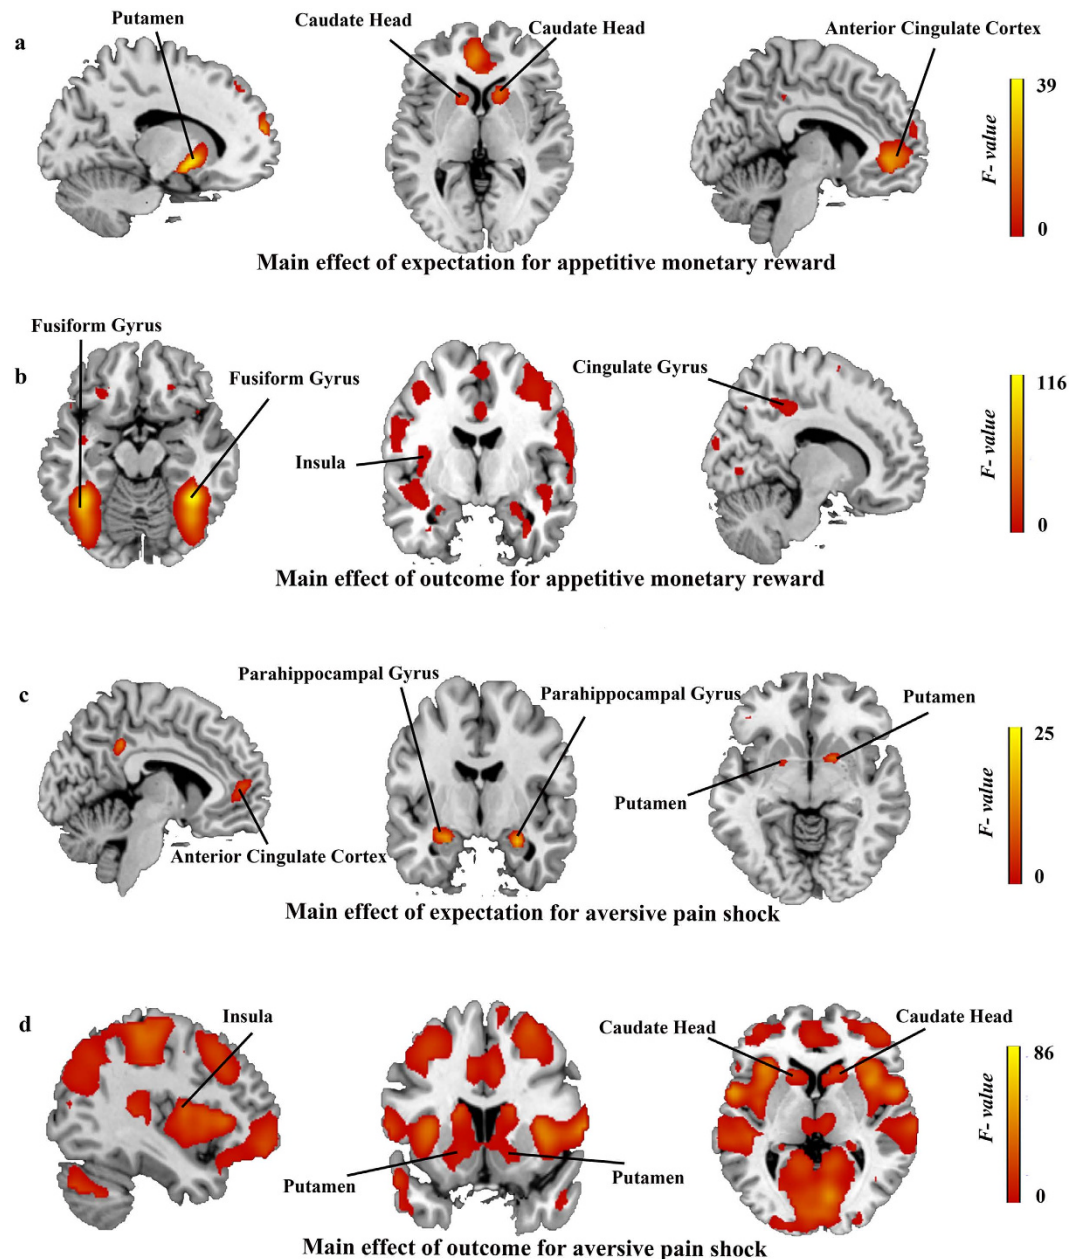 a
Putamen
Caudate Head
Caudate Head
Anterior Cingulate Cortex
39
F- value
0
Main effect of expectation for appetitive monetary reward
b
Fusiform Gyrus
Fusiform Gyrus
Insula
Cingulate Gyrus
116
F- value
0
Main effect of outcome for appetitive monetary reward
c
Parahippocampal Gyrus
Parahippocampal Gyrus
Putamen
Putamen
Anterior Cingulate Cortex
25
F- value
0
Main effect of expectation for aversive pain shock
d
Insula
Caudate Head
Caudate Head
Putamen
Putamen
86
F- value
0
Main effect of outcome for aversive pain shock